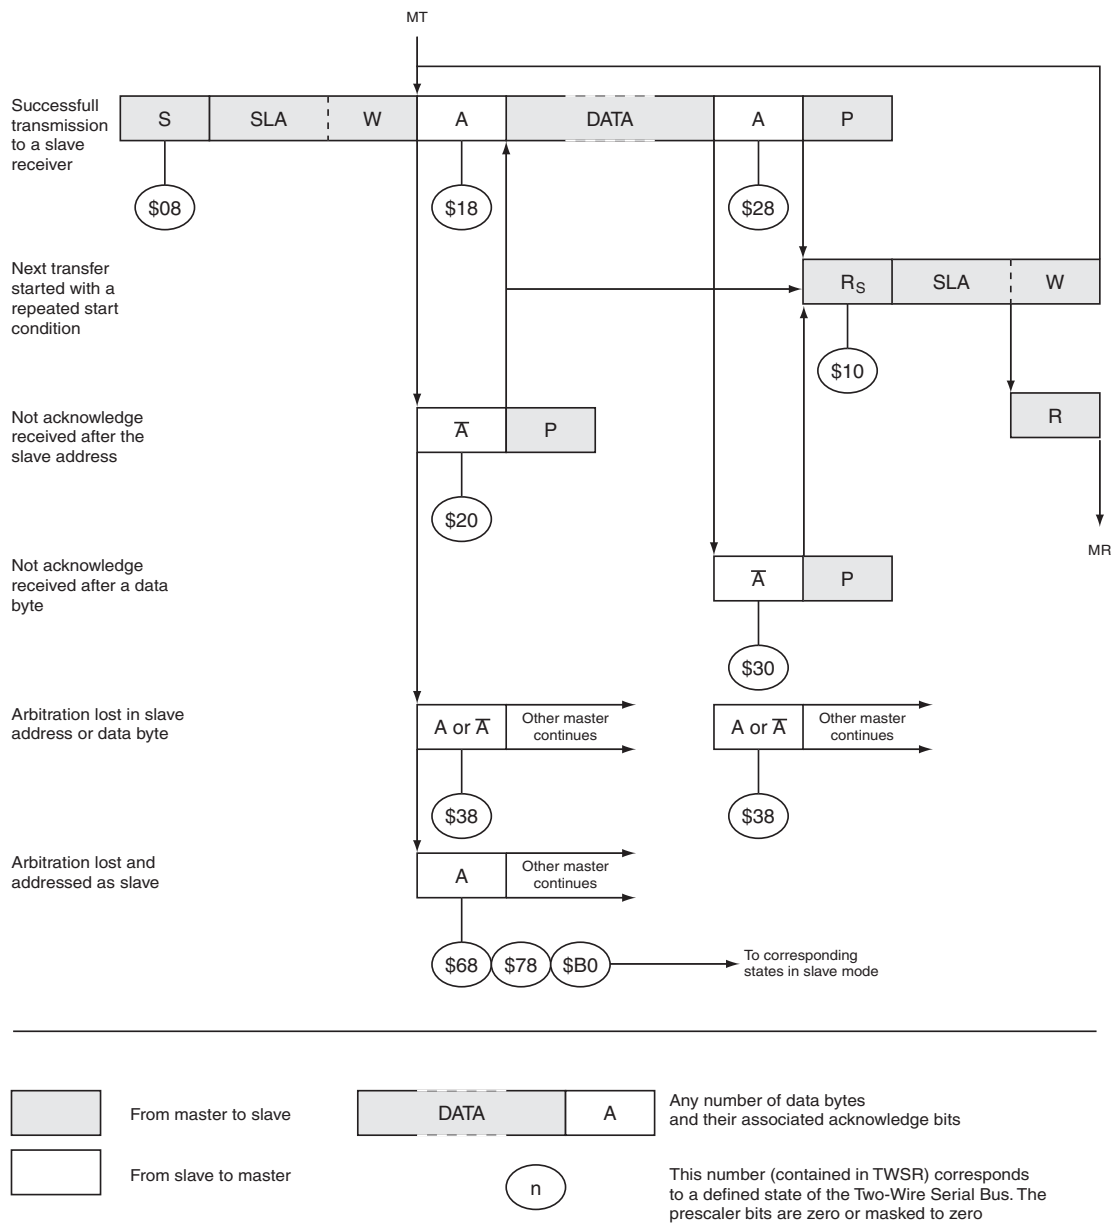 MT
Successfull
transmission
to a slave
receiver
S SLA W A DATA A P
$08 $18 $28
Next transfer
started with a
repeated start
condition
RS SLA W
$10
Not acknowledge
received after the
slave address
A̅ P
R
$20
MR
Not acknowledge
received after a data
byte
A̅ P
$30
Arbitration lost in slave
address or data byte
A or A̅ Other master
continues
A or A̅ Other master
continues
$38 $38
Arbitration lost and
addressed as slave
A Other master
continues
$68 $78 $B0
To corresponding
states in slave mode
From master to slave
DATA A
Any number of data bytes
and their associated acknowledge bits
From slave to master
n
This number (contained in TWSR) corresponds
to a defined state of the Two-Wire Serial Bus. The
prescaler bits are zero or masked to zero